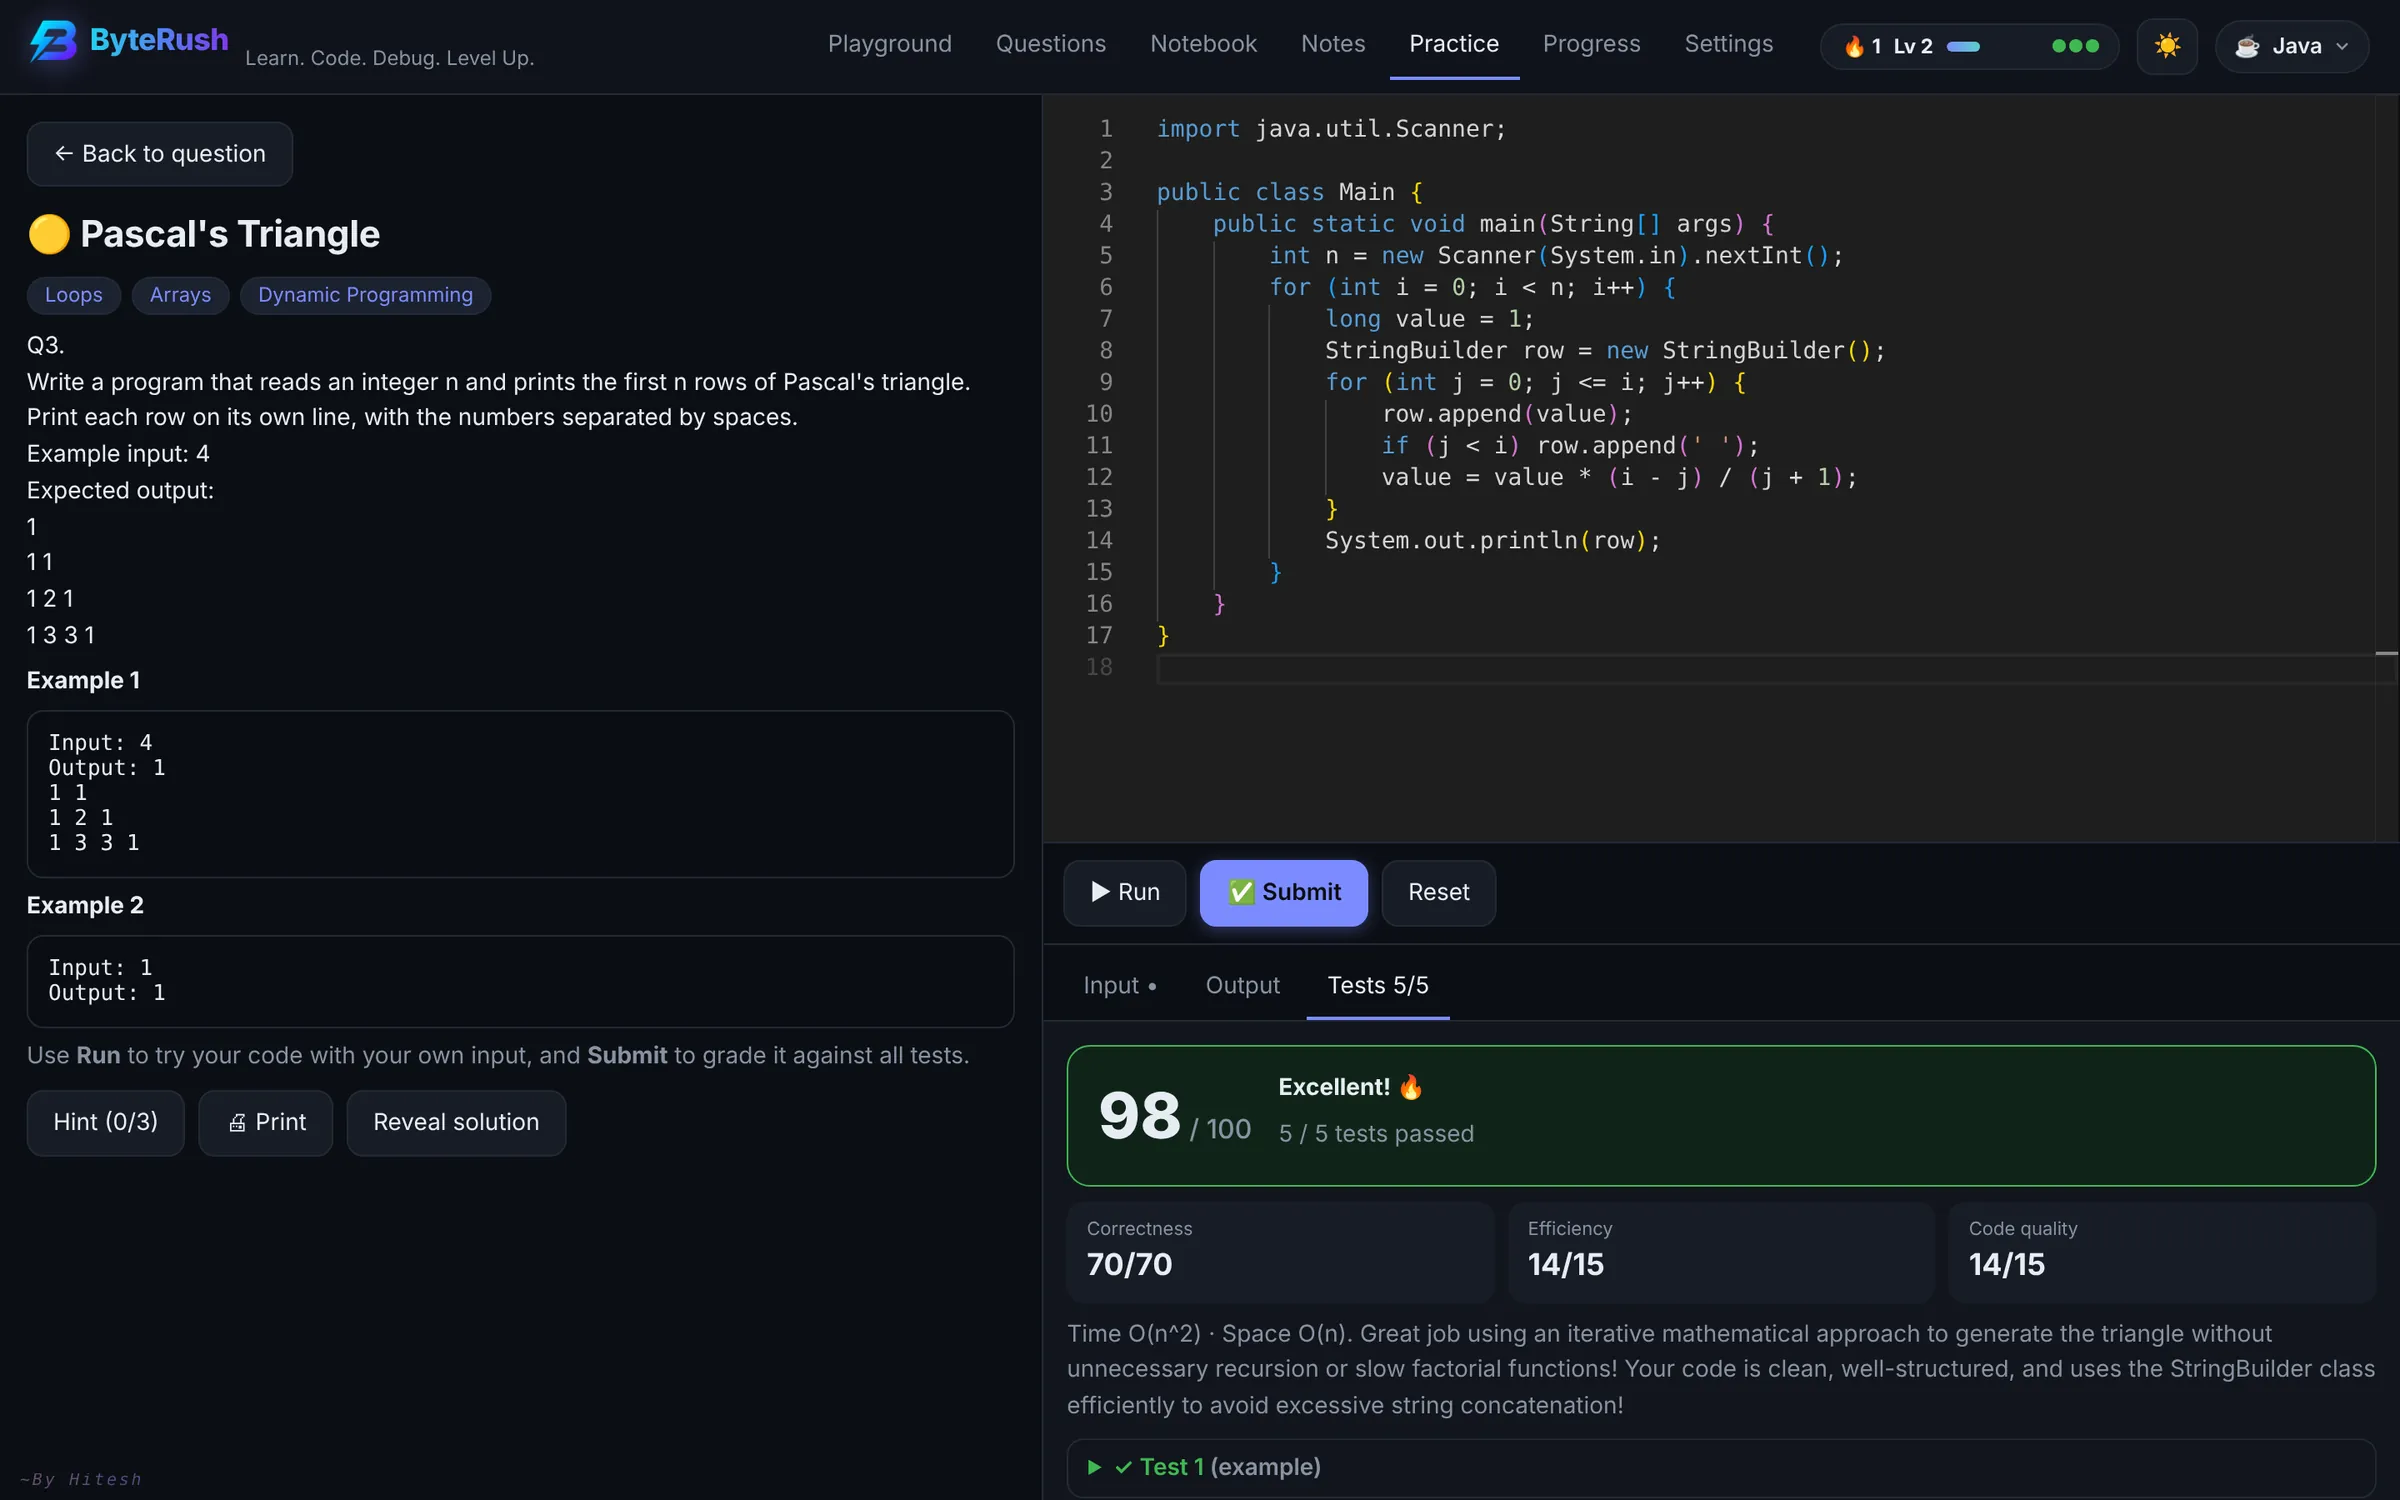 ByteRush
Learn. Code. Debug. Level Up.
Playground
Questions
Notebook
Notes
Practice
Progress
Settings
🔥 1 Lv 2
☀️
☕ Java
← Back to question
🟡 Pascal's Triangle
Loops
Arrays
Dynamic Programming
Q3.
Write a program that reads an integer n and prints the first n rows of Pascal's triangle.
Print each row on its own line, with the numbers separated by spaces.
Example input: 4
Expected output:
1
1 1
1 2 1
1 3 3 1
Example 1
Input: 4
Output: 1
1 1
1 2 1
1 3 3 1
Example 2
Input: 1
Output: 1
Use Run to try your code with your own input, and Submit to grade it against all tests.
Hint (0/3)
🖨 Print
Reveal solution
~By Hitesh
1 import java.util.Scanner;
2
3 public class Main {
4     public static void main(String[] args) {
5         int n = new Scanner(System.in).nextInt();
6         for (int i = 0; i < n; i++) {
7             long value = 1;
8             StringBuilder row = new StringBuilder();
9             for (int j = 0; j <= i; j++) {
10                 row.append(value);
11                 if (j < i) row.append(' ');
12                 value = value * (i - j) / (j + 1);
13             }
14             System.out.println(row);
15         }
16     }
17 }
18
▶ Run
✅ Submit
Reset
Input •
Output
Tests 5/5
98 / 100
Excellent! 🔥
5 / 5 tests passed
Correctness
70/70
Efficiency
14/15
Code quality
14/15
Time O(n^2) · Space O(n). Great job using an iterative mathematical approach to generate the triangle without
unnecessary recursion or slow factorial functions! Your code is clean, well-structured, and uses the StringBuilder class
efficiently to avoid excessive string concatenation!
▶ ✓ Test 1 (example)